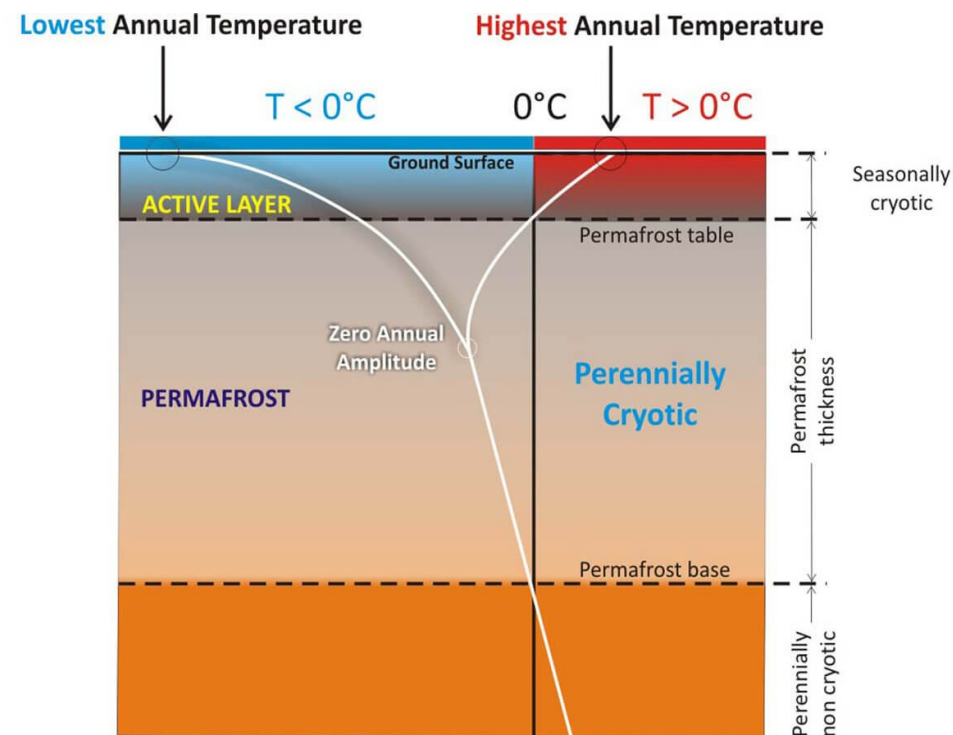 Lowest Annual Temperature
Highest Annual Temperature
T < 0°C
0°C
T > 0°C
Ground Surface
Seasonally
cryotic
ACTIVE LAYER
Permafrost table
Zero Annual
Amplitude
Perennially
Cryotic
PERMAFROST
Permafrost
thickness
Permafrost base
Perennially
non cryotic